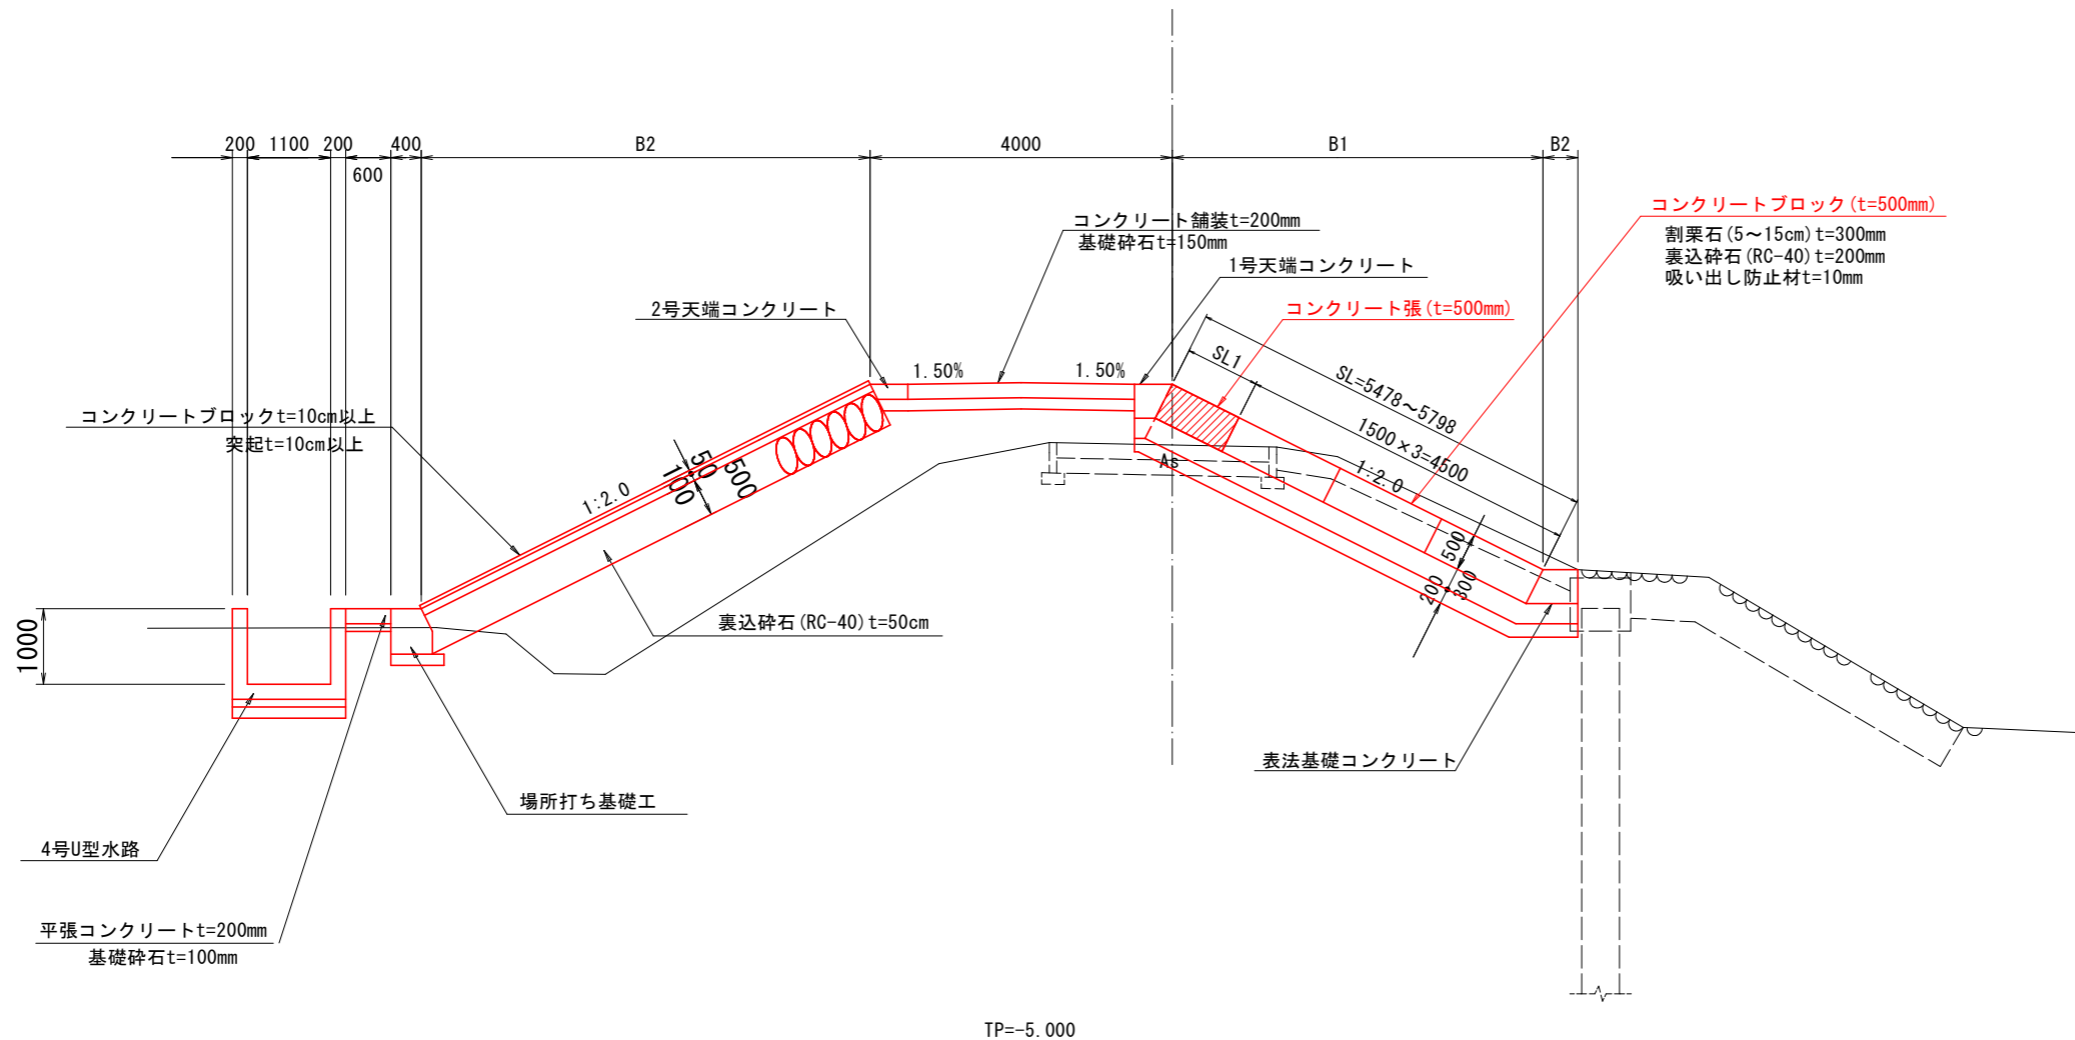 200 1100 200 400 B2 4000 B1 B2
600
コンクリートブロック(t=500mm)
割栗石(5～15cm)t=300mm
裏込砕石(RC-40)t=200mm
吸い出し防止材t=10mm
コンクリート舗装t=200mm
基礎砕石t=150mm
1号天端コンクリート
2号天端コンクリート
コンクリート張(t=500mm)
1.50%
1.50%
SL1
SL=5478～5798
1500×3=4500
1:2.0
コンクリートブロックt=10cm以上
突起t=10cm以上
50
500
100
1:2.0
As
500
200
300
1000
裏込砕石(RC-40)t=50cm
表法基礎コンクリート
場所打ち基礎工
4号U型水路
平張コンクリートt=200mm
基礎砕石t=100mm
TP=-5.000